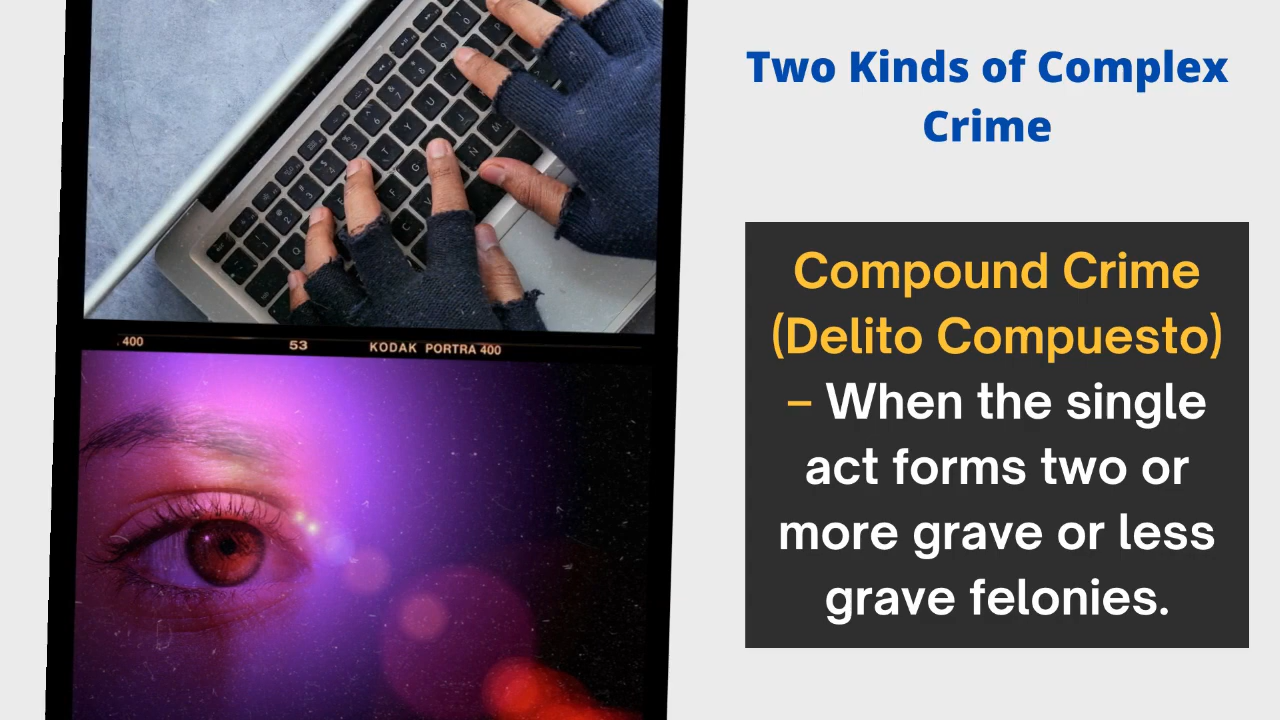 Two Kinds of Complex
Crime
Compound Crime
(Delito Compuesto)
– When the single
act forms two or
more grave or less
grave felonies.
400 53 KODAK PORTRA 400